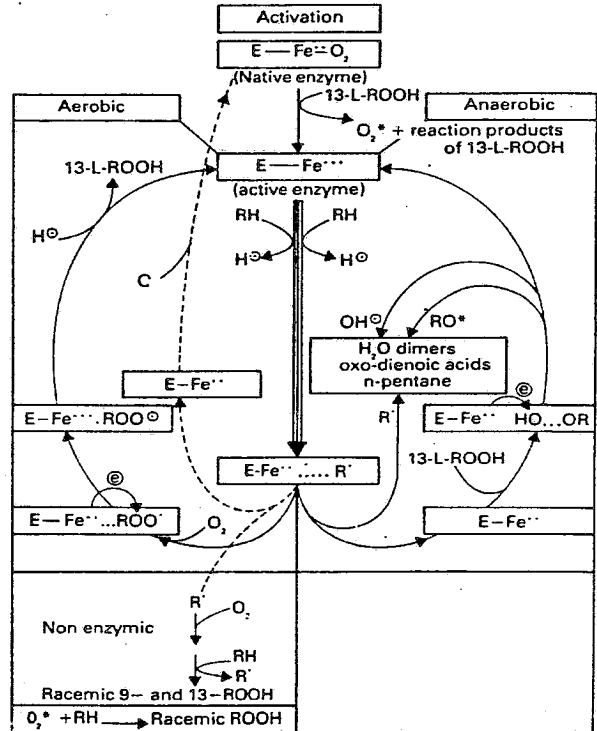 Activation
E — Fe··=O₂
(Native enzyme)
Aerobic
Anaerobic
13-L-ROOH
O₂* + reaction products
of 13-L-ROOH
E — Fe···
(active enzyme)
13-L-ROOH
RH RH
H⊙
H⊙ H⊙
C
OH⊙ RO*
H₂O dimers
oxo-dienoic acids
n-pentane
E–Fe··
E–Fe···.ROO⊙
R·
ⓔ
E–Fe·· HO...OR
13-L-ROOH
E-Fe·· ..... R·
ⓔ
E — Fe··...ROO·
O₂
E–Fe··
R·
O₂
Non enzymic
RH
R·
Racemic 9– and 13–ROOH
O₂* +RH ⟶ Racemic ROOH